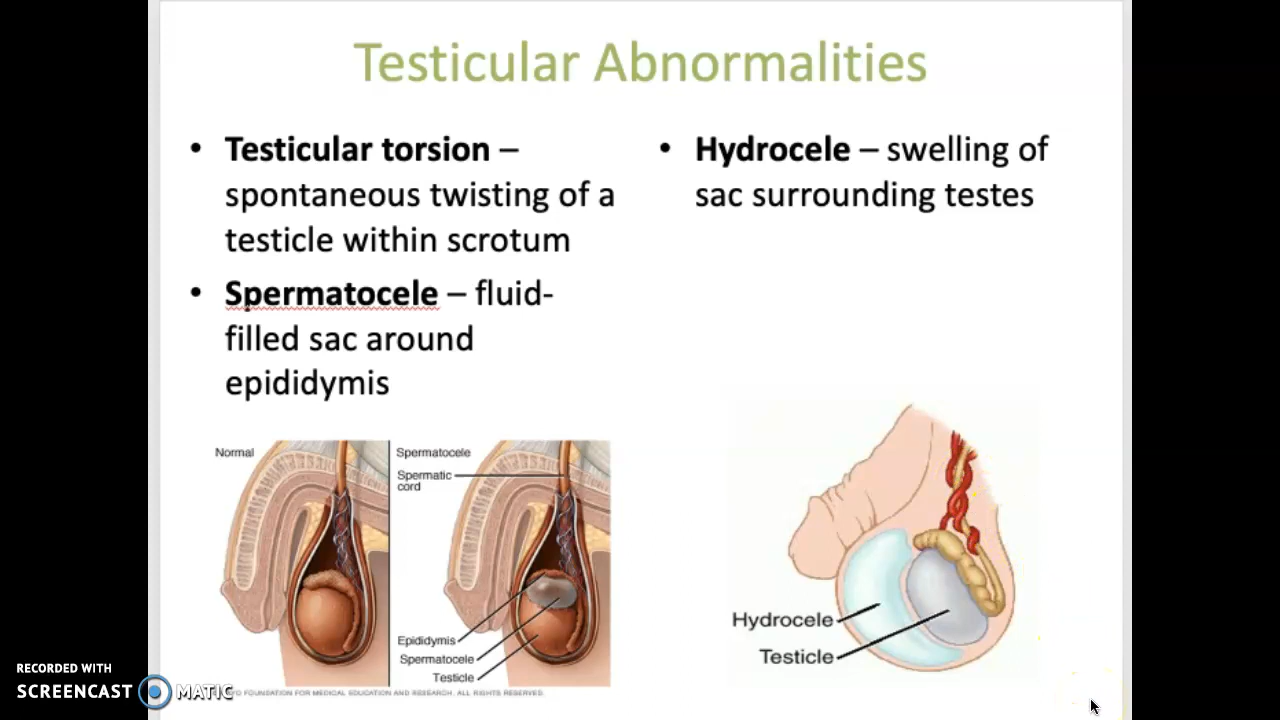 Testicular Abnormalities
• Testicular torsion –
spontaneous twisting of a
testicle within scrotum
• Spermatocele – fluid-
filled sac around
epididymis
• Hydrocele – swelling of
sac surrounding testes
Normal
Spermatocele
Spermatic
cord
Epididymis
Spermatocele
Testicle
FOUNDATION FOR MEDICAL EDUCATION AND RESEARCH. ALL RIGHTS RESERVED.
Hydrocele
Testicle
RECORDED WITH
SCREENCAST MATIC